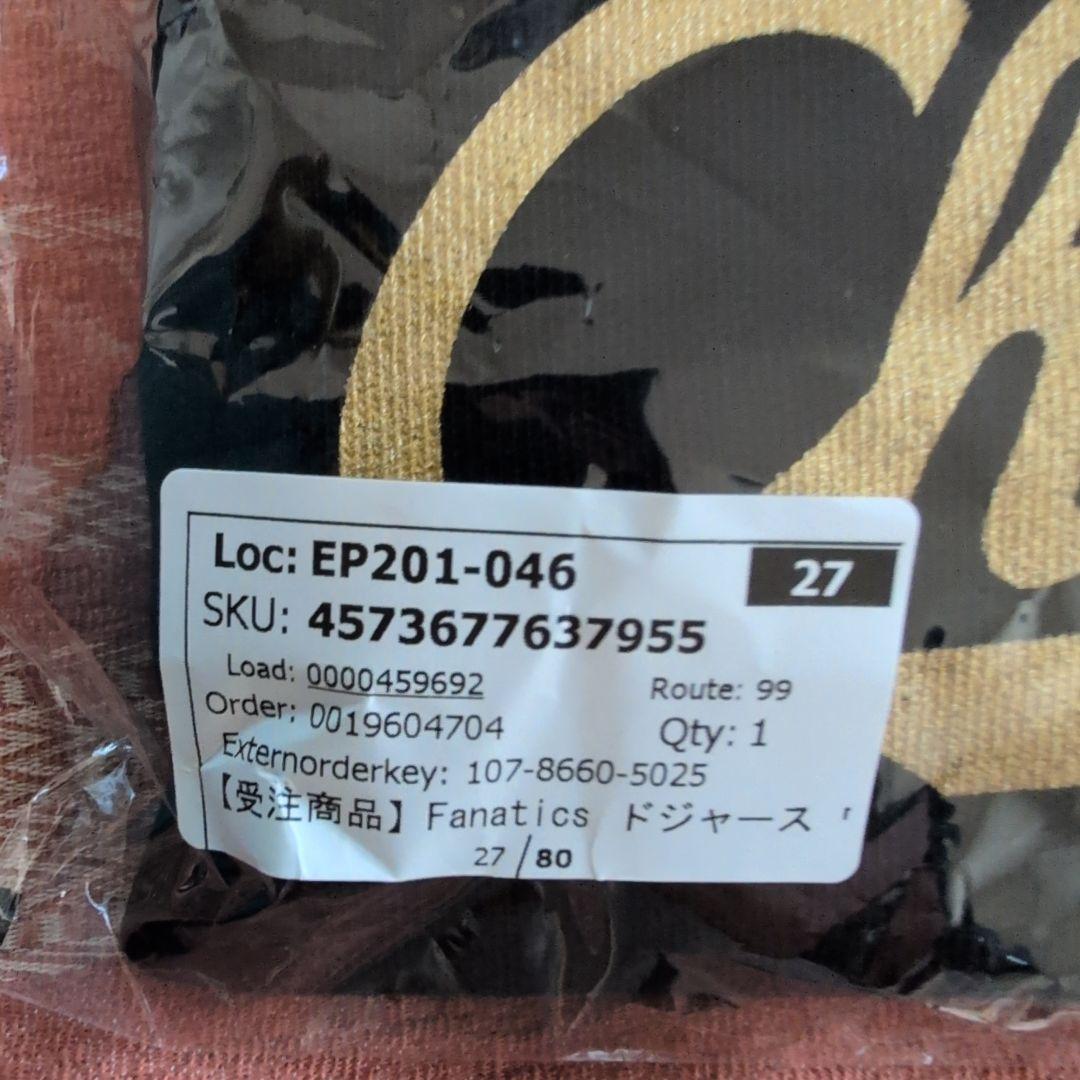 Ch
Loc: EP201-046
27
SKU: 4573677637955
Load: 0000459692
Route: 99
Order: 0019604704
Qty: 1
Externorderkey: 107-8660-5025
【受注商品】Fanatics ドジャース 「
27 / 80